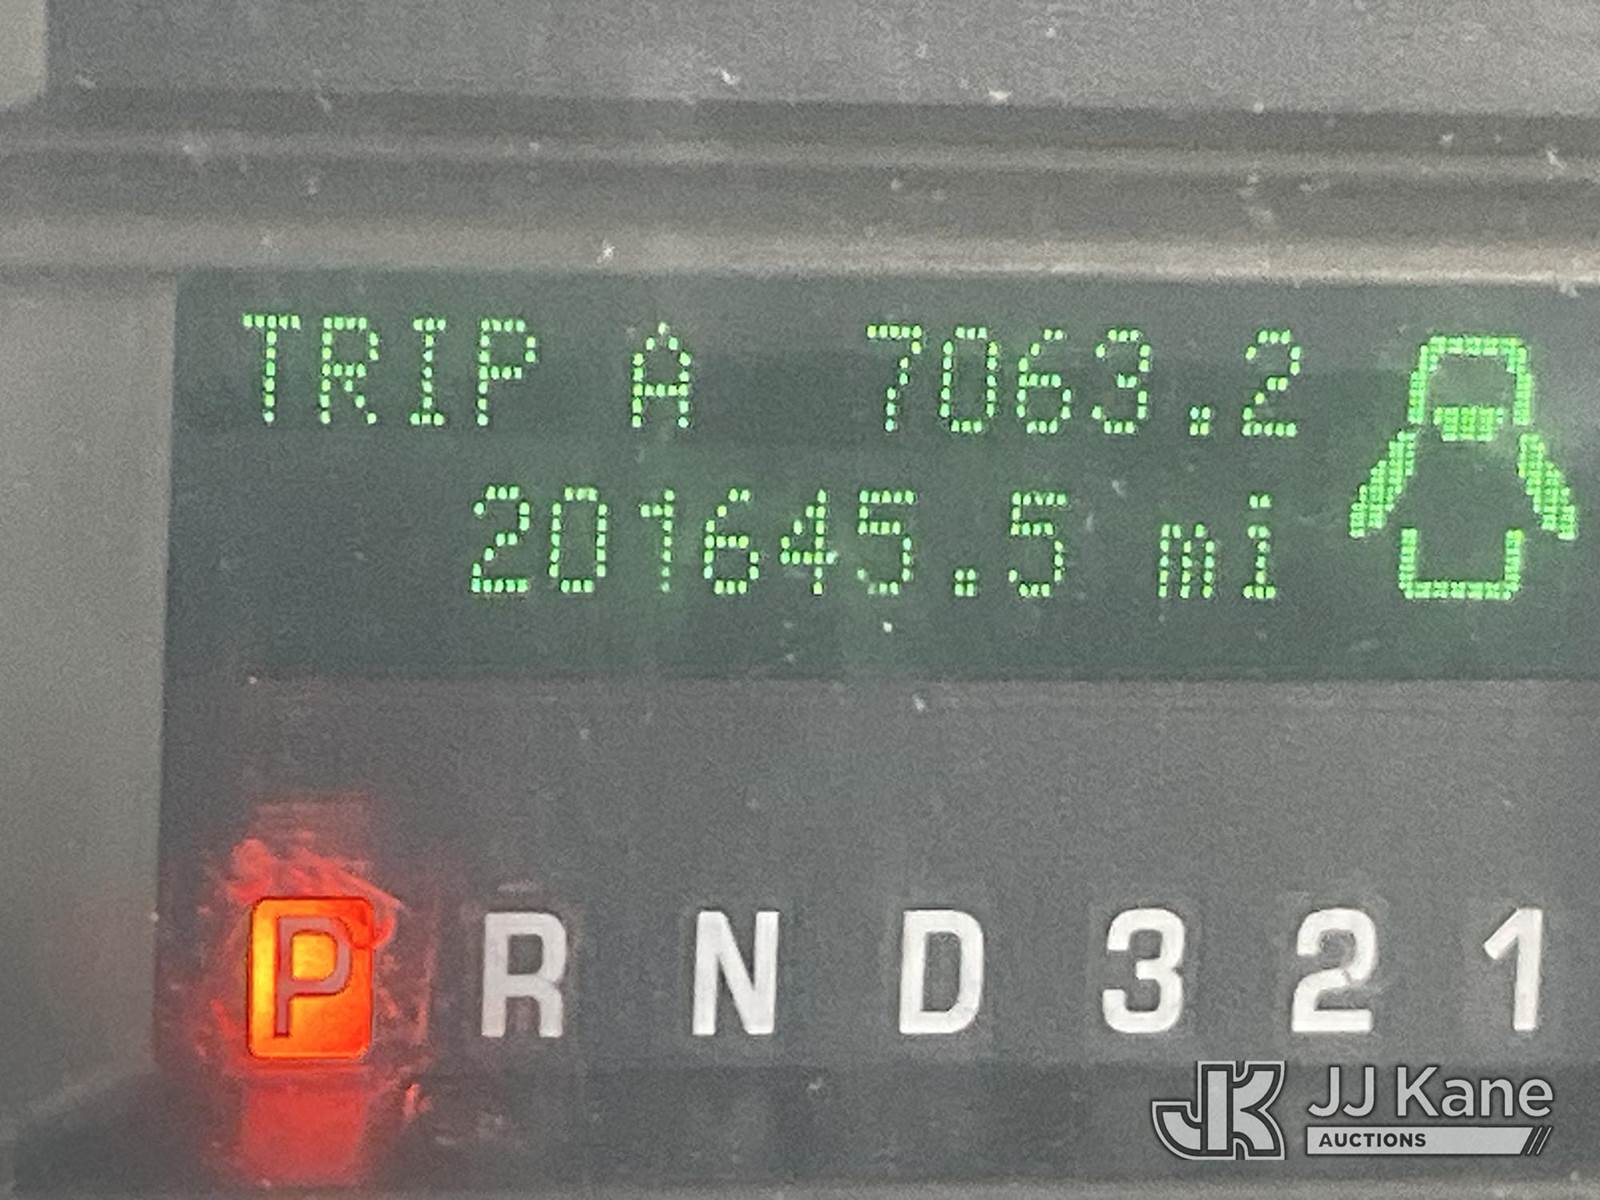 TRIP A 7063.2
201645.5 mi
P R N D 3 2 1
JK JJ Kane
AUCTIONS